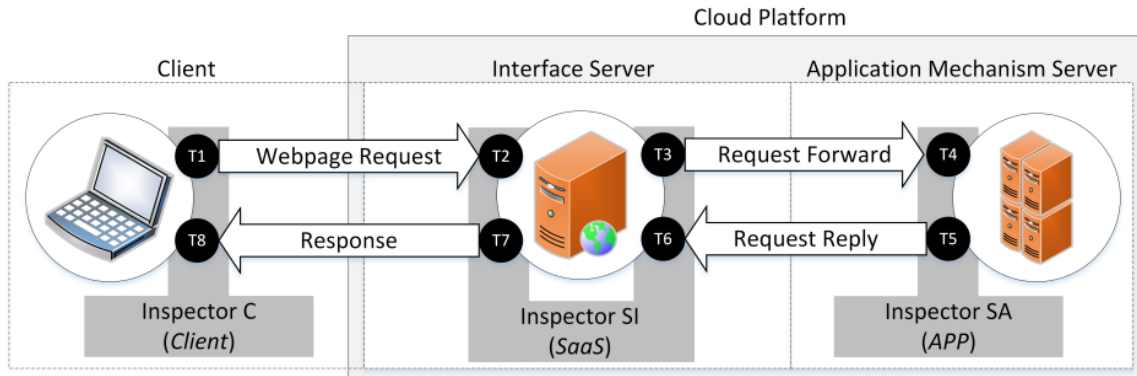 Cloud Platform
Client
Interface Server
Application Mechanism Server
T1
Webpage Request
T2
T3
Request Forward
T4
T8
Response
T7
T6
Request Reply
T5
Inspector C
(Client)
Inspector SI
(SaaS)
Inspector SA
(APP)